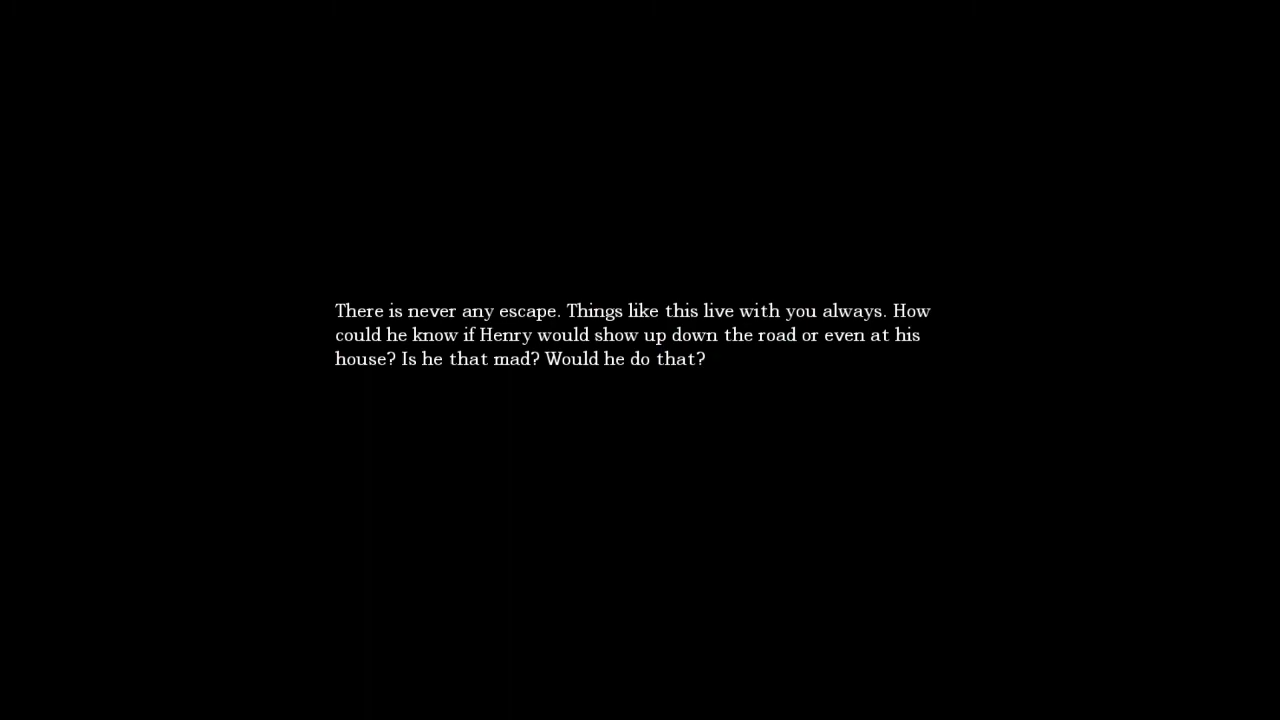 There is never any escape. Things like this live with you always. How
could he know if Henry would show up down the road or even at his
house? Is he that mad? Would he do that?